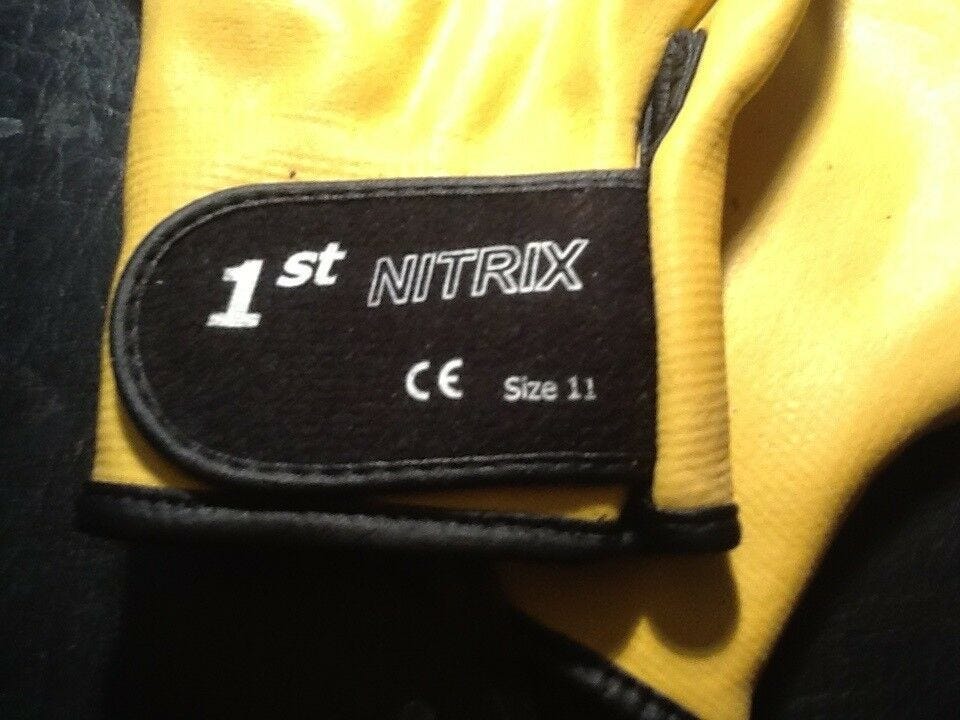 1st NITRIX
CE Size 11